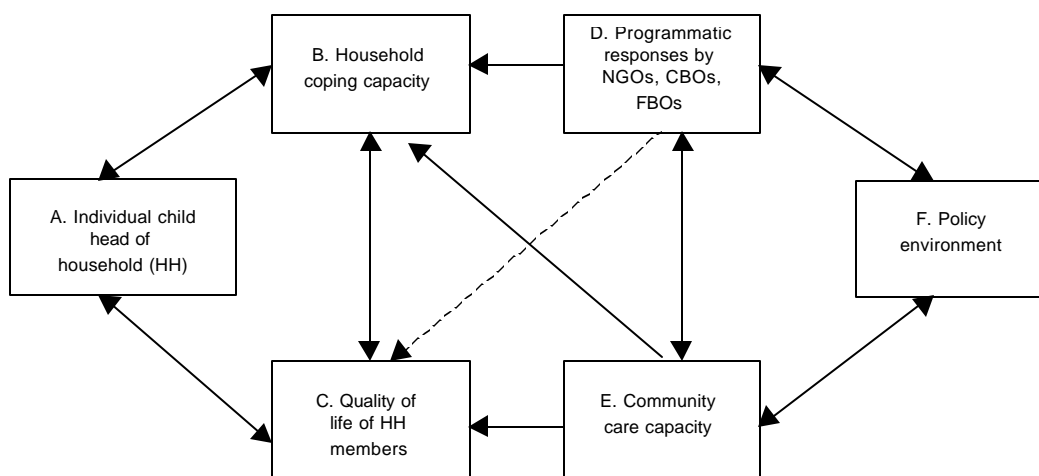 B. Household
coping capacity
D. Programmatic
responses by
NGOs, CBOs,
FBOs
A. Individual child
head of
household (HH)
F. Policy
environment
C. Quality of
life of HH
members
E. Community
care capacity